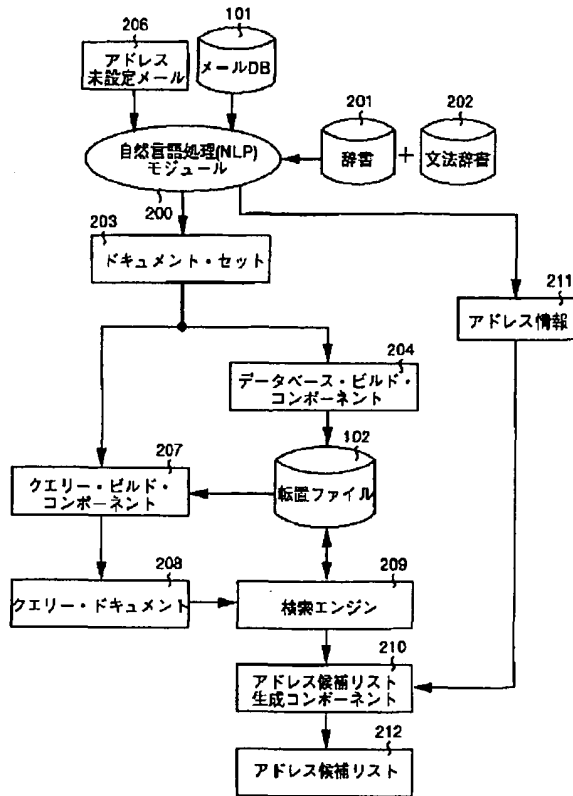 206
101
アドレス
未設定メール
メールDB
201
202
自然言語処理(NLP)
モジュール
辞書
+
文法辞書
200
203
ドキュメント・セット
211
アドレス情報
204
データベース・ビルド・
コンポーネント
207
102
クエリー・ビルド・
コンポーネント
転置ファイル
208
209
クエリー・ドキュメント
検索エンジン
210
アドレス候補リスト
生成コンポーネント
212
アドレス候補リスト